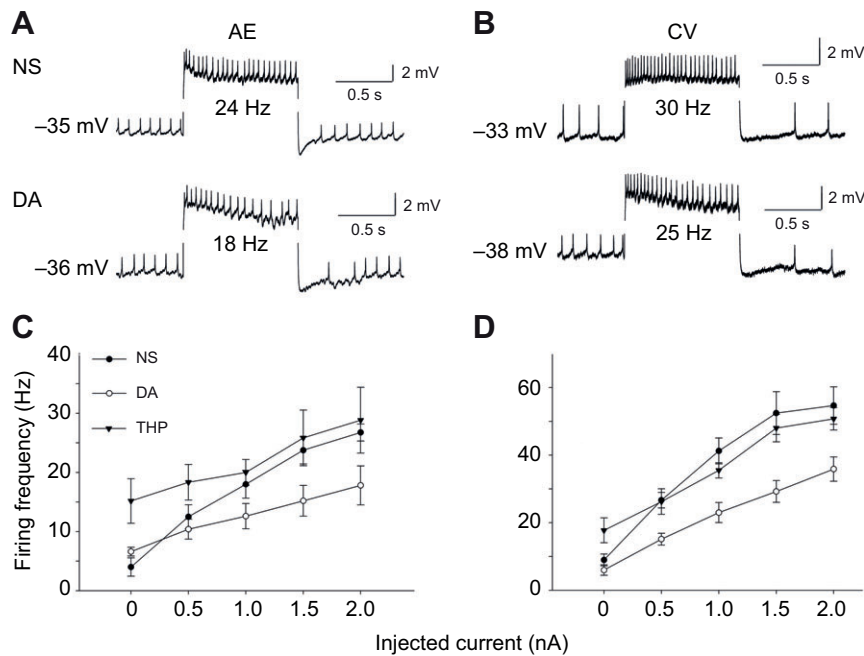 A
AE
NS
2 mV
0.5 s
24 Hz
–35 mV
DA
2 mV
0.5 s
18 Hz
–36 mV
B
CV
2 mV
0.5 s
30 Hz
–33 mV
2 mV
0.5 s
25 Hz
–38 mV
C
Firing frequency (Hz)
40
30
20
10
0
NS
DA
THP
0 0.5 1.0 1.5 2.0
D
60
40
20
0
0 0.5 1.0 1.5 2.0
Injected current (nA)